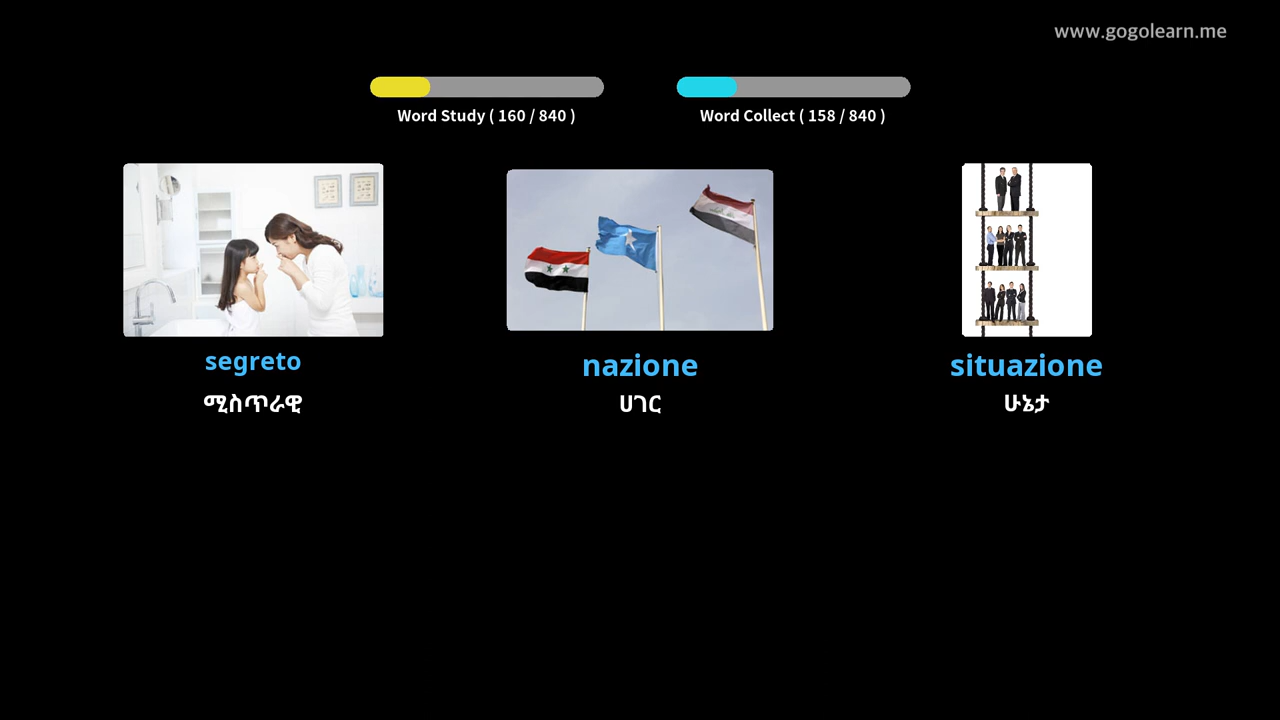 www.gogolearn.me
Word Study ( 160 / 840 )
Word Collect ( 158 / 840 )
segreto
ሚስጥራዊ
nazione
ሀገር
situazione
ሁኔታ